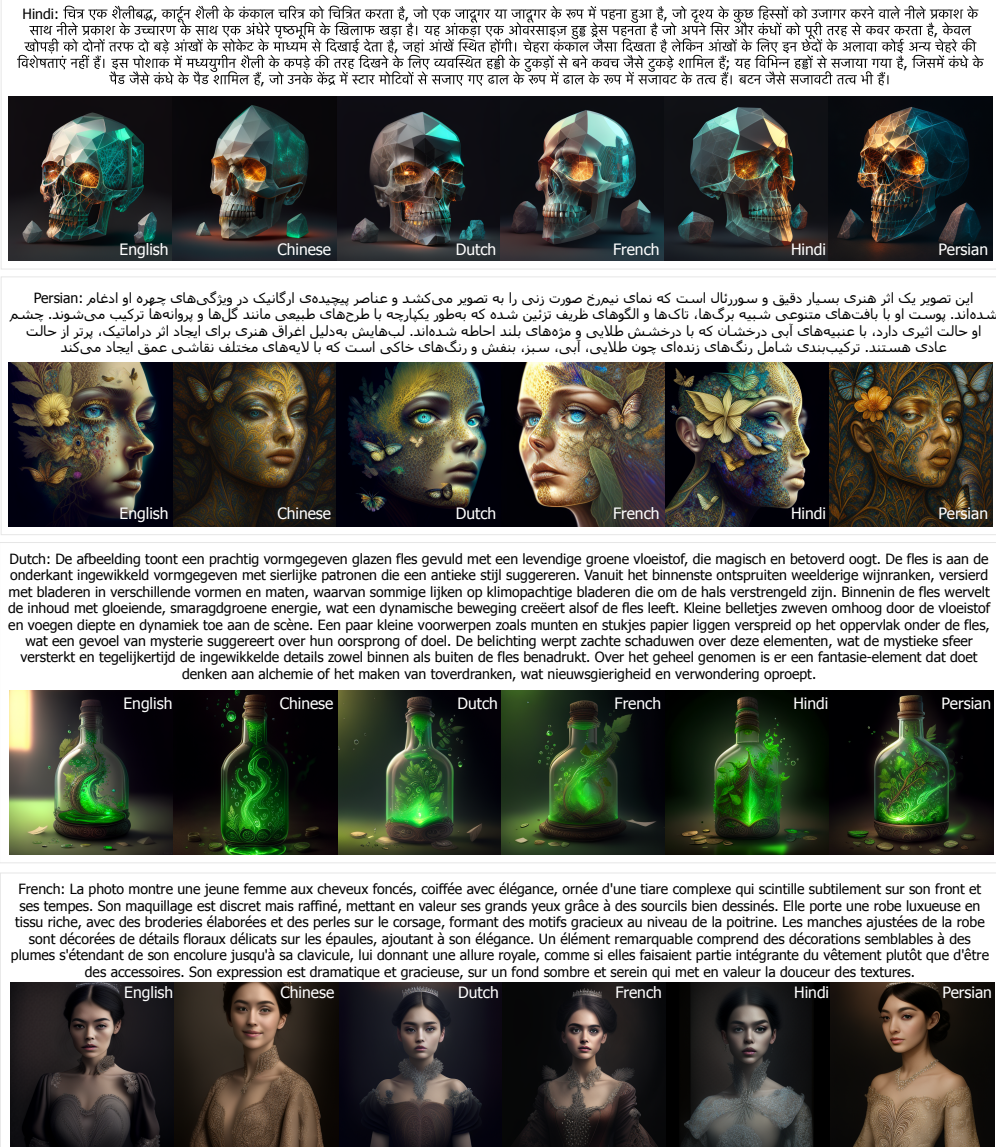 Hindi: चित्र एक शैलीबद्ध, कार्टून शैली के कंकाल चरित्र को चित्रित करता है, जो एक जादूगर या जादूगर के रूप में पहना हुआ है, जो दृश्य के कुछ हिस्सों को उजागर करने वाले नीले प्रकाश के
साथ नीले प्रकाश के उच्चारण के साथ एक अंधेरे पृष्ठभूमि के खिलाफ खड़ा है। यह आंकड़ा एक ओवरसाइज़ हुड ड्रेस पहनता है जो अपने सिर और कंधों को पूरी तरह से कवर करता है, केवल
खोपड़ी को दोनों तरफ दो बड़े आंखों के सोकेट के माध्यम से दिखाई देता है, जहां आंखें स्थित होंगी। चेहरा कंकाल जैसा दिखता है लेकिन आंखों के लिए इन छेदों के अलावा कोई अन्य चेहरे की
विशेषताएं नहीं हैं। इस पोशाक में मध्ययुगीन शैली के कपड़े की तरह दिखने के लिए व्यवस्थित हड्डी के टुकड़ों से बने कवच जैसे टुकड़े शामिल हैं; यह विभिन्न हड्डों से सजाया गया है, जिसमें कंधे के
पैड जैसे कंधे के पैड शामिल हैं, जो उनके केंद्र में स्टार मोटिवों से सजाए गए ढाल के रूप में ढाल के रूप में सजावट के तत्व हैं। बटन जैसे सजावटी तत्व भी हैं।
English Chinese Dutch French Hindi Persian
Persian: این تصویر یک اثر هنری بسیار دقیق و سوررئال است که نمای نیم‌رخ صورت زنی را به تصویر می‌کشد و عناصر پیچیده‌ی ارگانیک در ویژگی‌های چهره او ادغام
شده‌اند. پوست او با بافت‌های متنوعی شبیه برگ‌ها، تاک‌ها و الگوهای ظریف تزئین شده که به‌طور یکپارچه با طرح‌های طبیعی مانند گل‌ها و پروانه‌ها ترکیب می‌شوند. چشم
او حالت اثیری دارد، با عنبیه‌های آبی درخشان که با درخشش طلایی و مژه‌های بلند احاطه شده‌اند. لب‌هایش به‌دلیل اغراق هنری برای ایجاد اثر دراماتیک، پرتر از حالت
عادی هستند. ترکیب‌بندی شامل رنگ‌های زنده‌ای چون طلایی، آبی، سبز، بنفش و رنگ‌های خاکی است که با لایه‌های مختلف نقاشی عمق ایجاد می‌کند
English Chinese Dutch French Hindi Persian
Dutch: De afbeelding toont een prachtig vormgegeven glazen fles gevuld met een levendige groene vloeistof, die magisch en betoverd oogt. De fles is aan de
onderkant ingewikkeld vormgegeven met sierlijke patronen die een antieke stijl suggereren. Vanuit het binnenste ontspruiten weelderige wijnranken, versierd
met bladeren in verschillende vormen en maten, waarvan sommige lijken op klimopachtige bladeren die om de hals verstrengeld zijn. Binnenin de fles wervelt
de inhoud met gloeiende, smaragdgroene energie, wat een dynamische beweging creëert alsof de fles leeft. Kleine belletjes zweven omhoog door de vloeistof
en voegen diepte en dynamiek toe aan de scène. Een paar kleine voorwerpen zoals munten en stukjes papier liggen verspreid op het oppervlak onder de fles,
wat een gevoel van mysterie suggereert over hun oorsprong of doel. De belichting werpt zachte schaduwen over deze elementen, wat de mystieke sfeer
versterkt en tegelijkertijd de ingewikkelde details zowel binnen als buiten de fles benadrukt. Over het geheel genomen is er een fantasie-element dat doet
denken aan alchemie of het maken van toverdranken, wat nieuwsgierigheid en verwondering oproept.
English Chinese Dutch French Hindi Persian
French: La photo montre une jeune femme aux cheveux foncés, coiffée avec élégance, ornée d'une tiare complexe qui scintille subtilement sur son front et
ses tempes. Son maquillage est discret mais raffiné, mettant en valeur ses grands yeux grâce à des sourcils bien dessinés. Elle porte une robe luxueuse en
tissu riche, avec des broderies élaborées et des perles sur le corsage, formant des motifs gracieux au niveau de la poitrine. Les manches ajustées de la robe
sont décorées de détails floraux délicats sur les épaules, ajoutant à son élégance. Un élément remarquable comprend des décorations semblables à des
plumes s'étendant de son encolure jusqu'à sa clavicule, lui donnant une allure royale, comme si elles faisaient partie intégrante du vêtement plutôt que d'être
des accessoires. Son expression est dramatique et gracieuse, sur un fond sombre et serein qui met en valeur la douceur des textures.
English Chinese Dutch French Hindi Persian